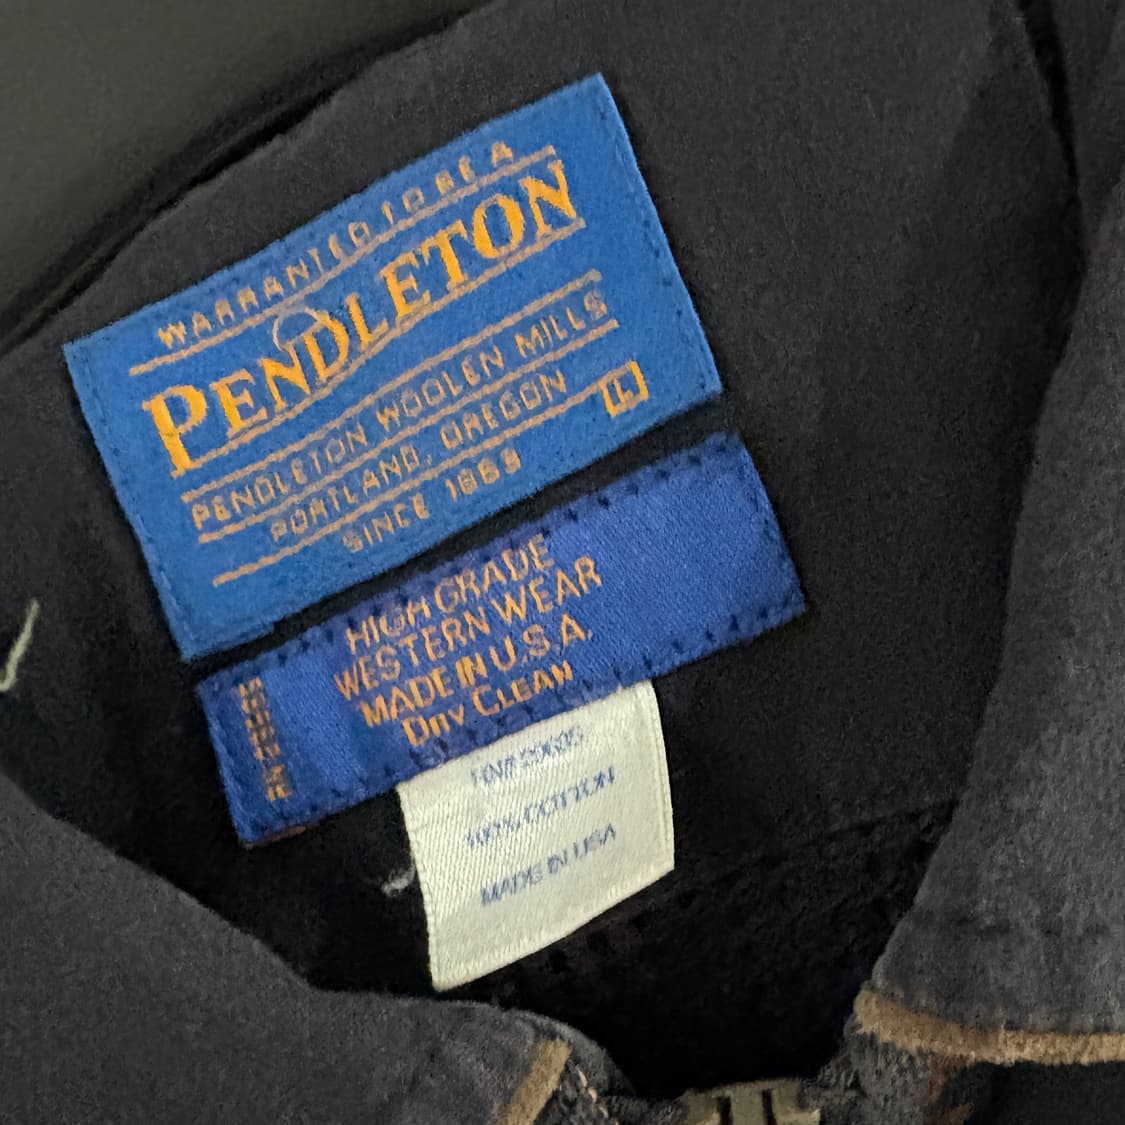 WARRANTED TO BE A
PENDLETON
PENDLETON WOOLEN MILLS
PORTLAND, OREGON
L
SINCE 1863
HIGH GRADE
WESTERN WEAR
MADE IN U.S.A.
DRY CLEAN
100% COTTON
MADE IN USA